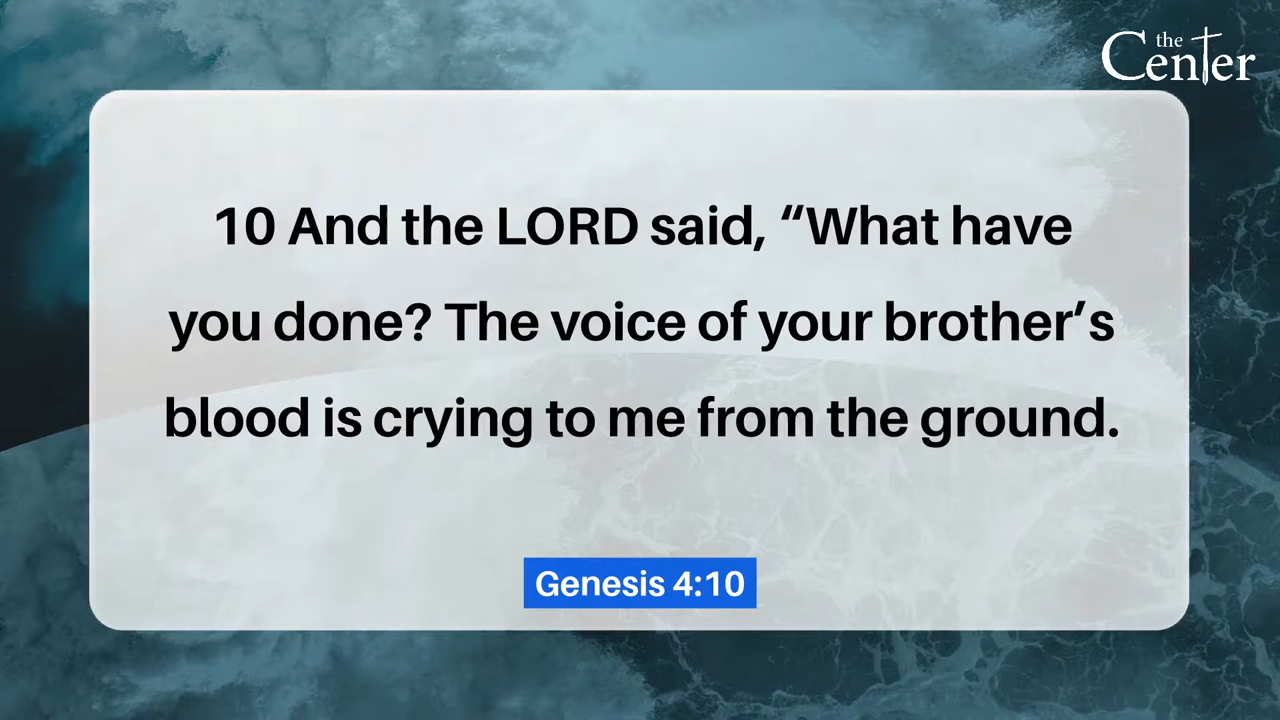 the
Center
10 And the LORD said, “What have
you done? The voice of your brother’s
blood is crying to me from the ground.
Genesis 4:10